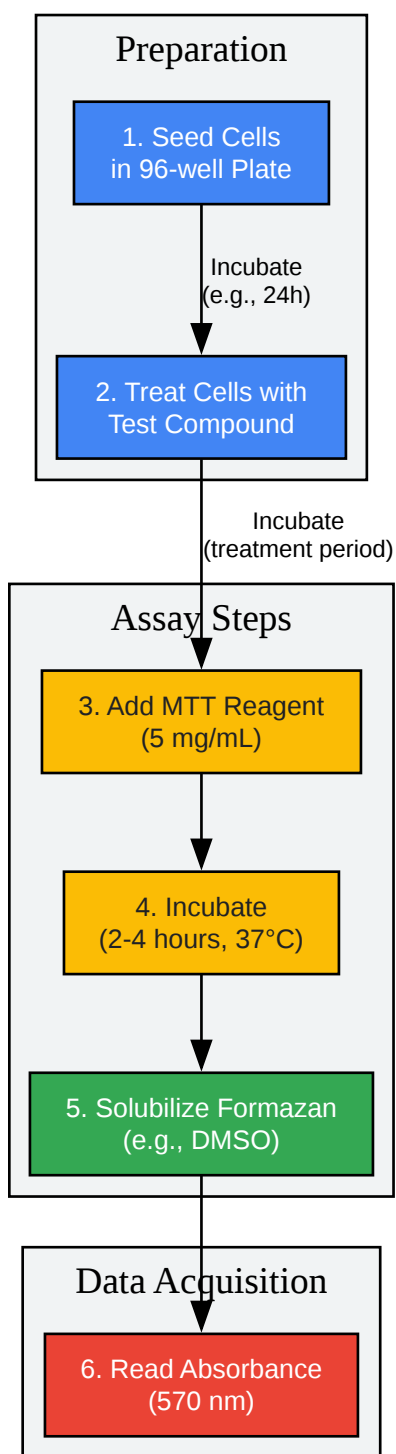 Preparation
1. Seed Cells
in 96-well Plate
Incubate
(e.g., 24h)
2. Treat Cells with
Test Compound
Incubate
(treatment period)
Assay Steps
3. Add MTT Reagent
(5 mg/mL)
4. Incubate
(2-4 hours, 37°C)
5. Solubilize Formazan
(e.g., DMSO)
Data Acquisition
6. Read Absorbance
(570 nm)